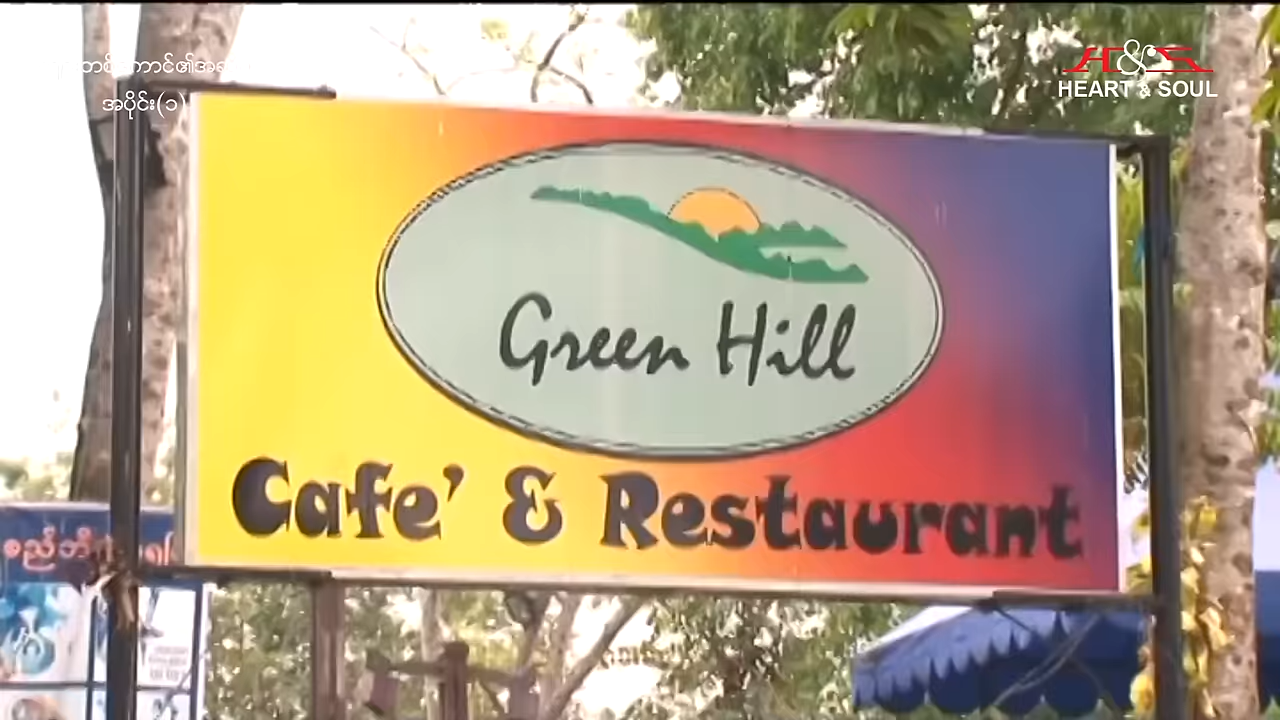 အပိုင်း(၁)
H&S
HEART & SOUL
Green Hill
Cafe' & Restaurant